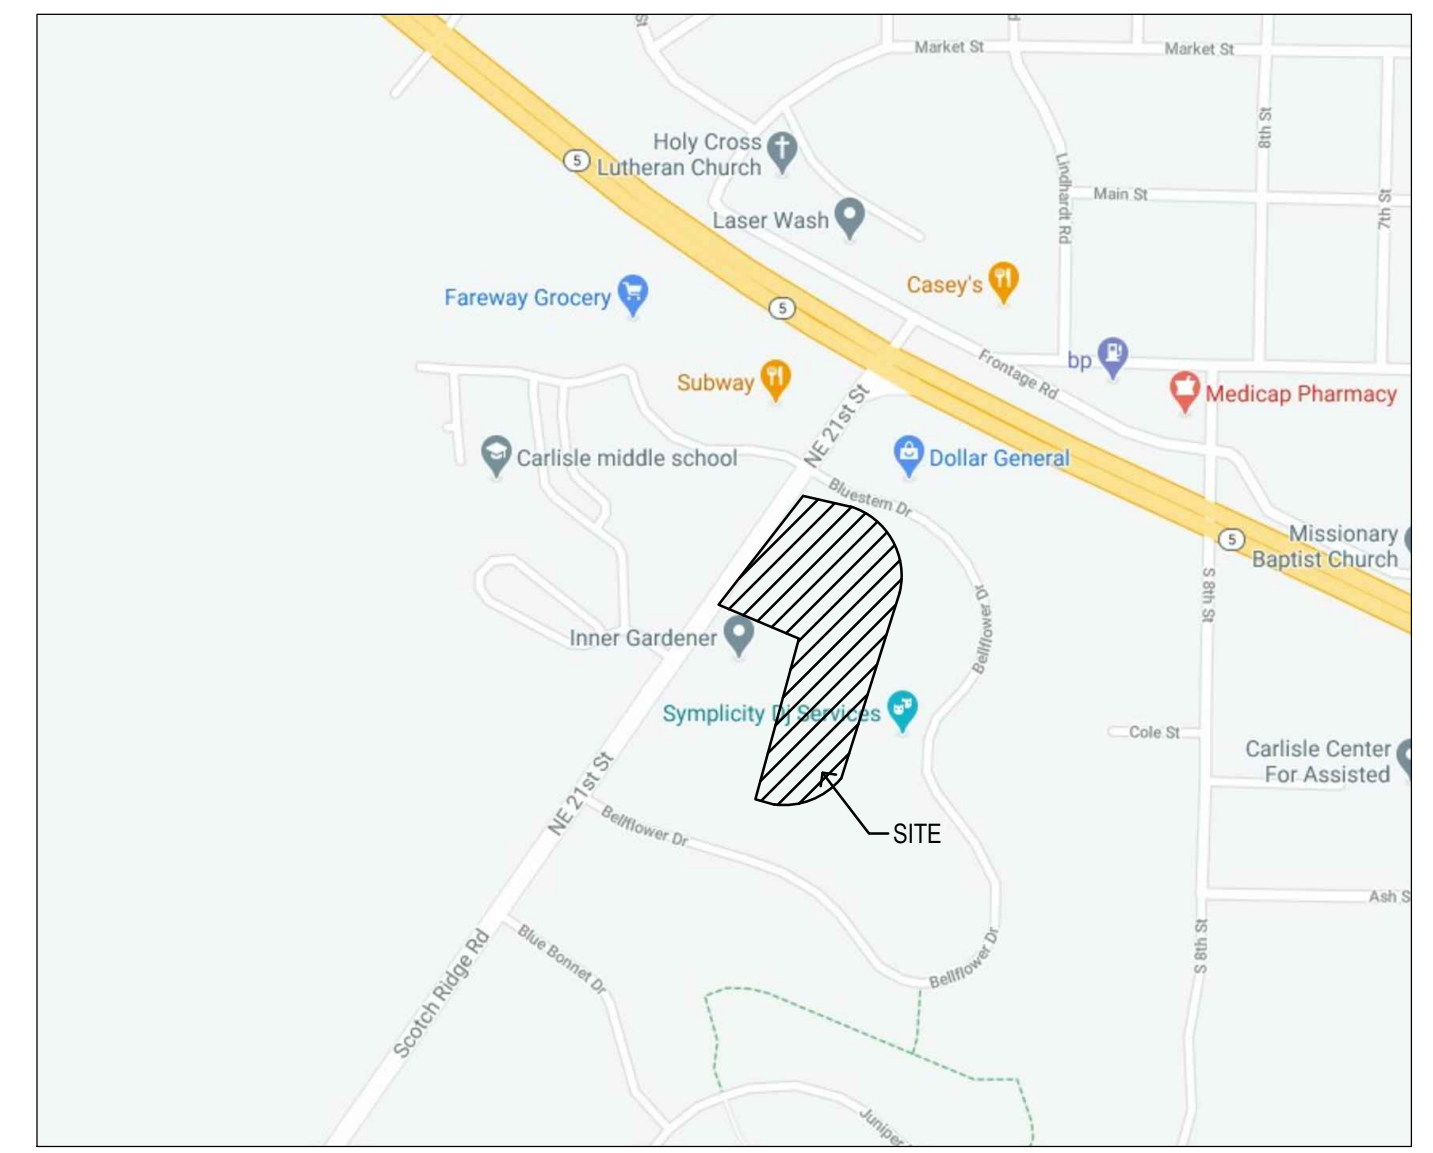 St
Market St
Market St
8th St
Holy Cross
Lutheran Church
5
Lindhardt Rd
Main St
7th St
Laser Wash
Casey's
Fareway Grocery
5
Frontage Rd
bp
Subway
Medicap Pharmacy
NE 21st St
Carlisle middle school
Dollar General
Bluestem Dr
Missionary
Baptist Church
5
S 8th St
Bellflower Dr
Inner Gardener
Symplicity Dj Services
Cole St
Carlisle Center
For Assisted
NE 21st St
Bellflower Dr
SITE
Ash S
Blue Bonnet Dr
Scotch Ridge Rd
Bellflower Dr
S 8th St
Juniper